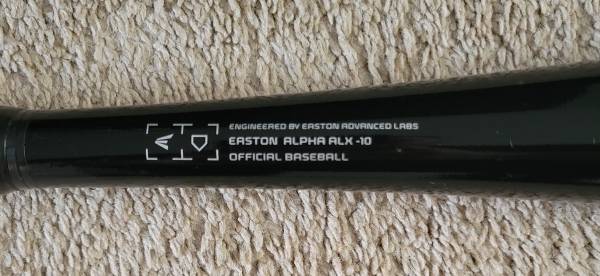 ENGINEERED BY EASTON ADVANCED LABS
EASTON ALPHA ALX -10
OFFICIAL BASEBALL